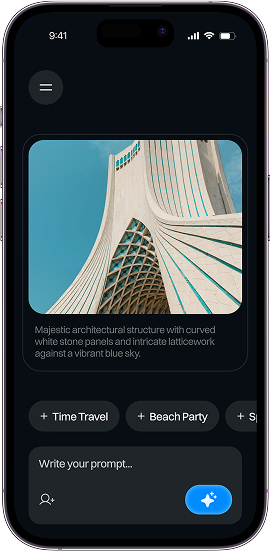 9:41
Majestic architectural structure with curved
white stone panels and intricate latticework
against a vibrant blue sky.
+ Time Travel + Beach Party + Sp
Write your prompt...